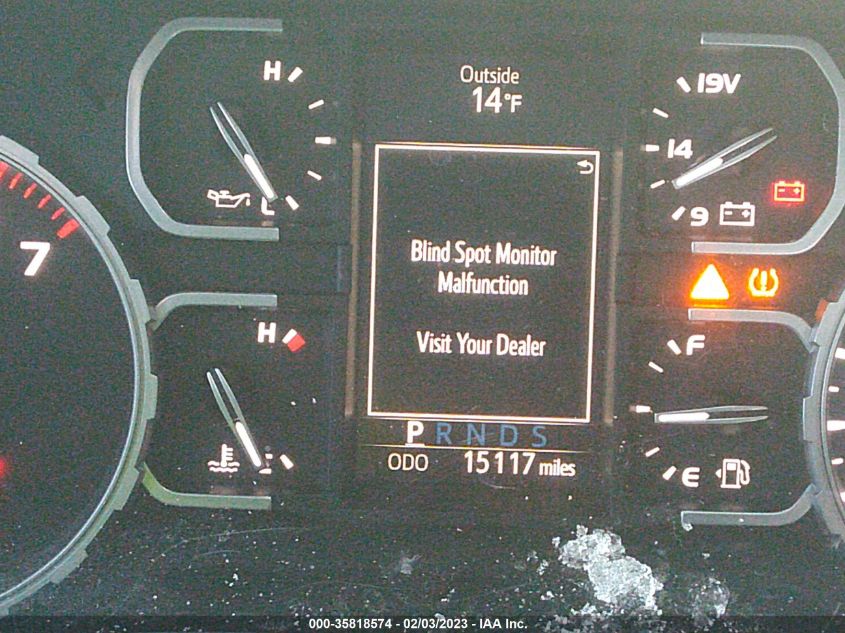 Outside
14°F
H
L
19V
14
9
7
Blind Spot Monitor
Malfunction
Visit Your Dealer
H
F
E
P R N D S
ODO 15117 miles
000-35818574 - 02/03/2023 - IAA Inc.